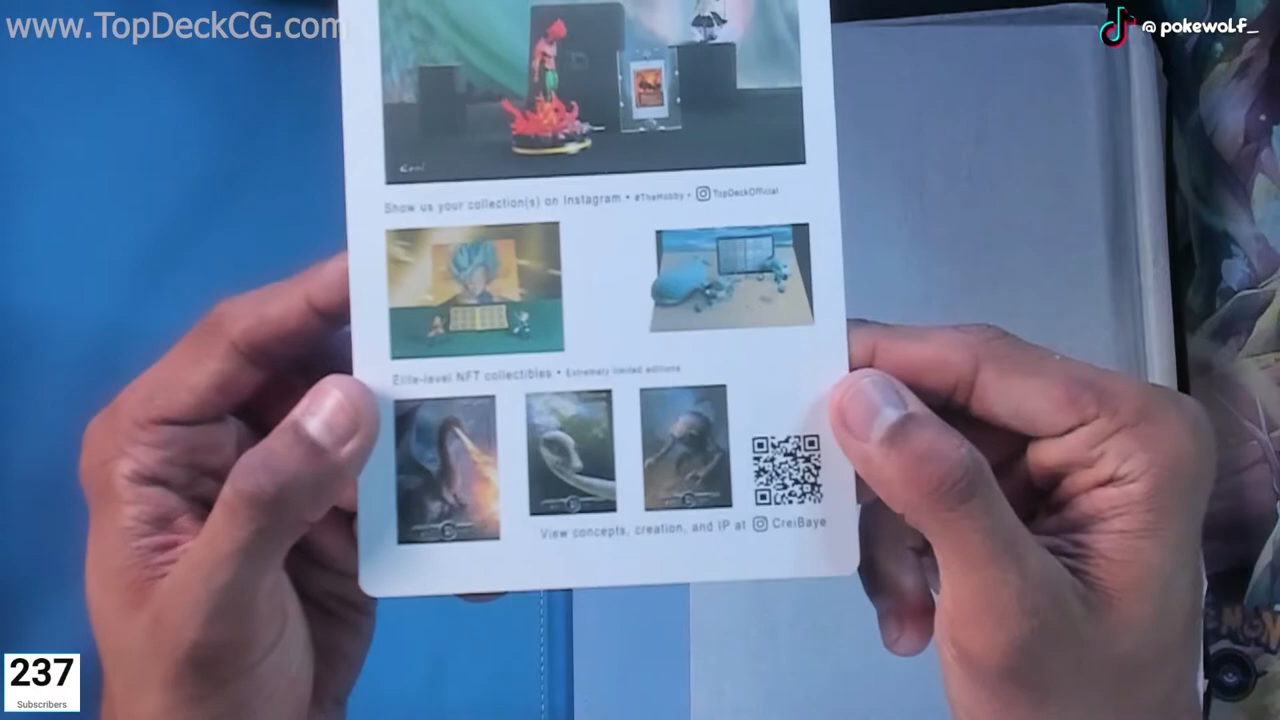 www.TopDeckCG.com
@ pokewolf_
Show us your collection(s) on Instagram • #TheHobby • TopDeckOfficial
Elite-level NFT collectibles • Extremely limited editions
View concepts, creation, and IP at CreiBaye
237
Subscribers